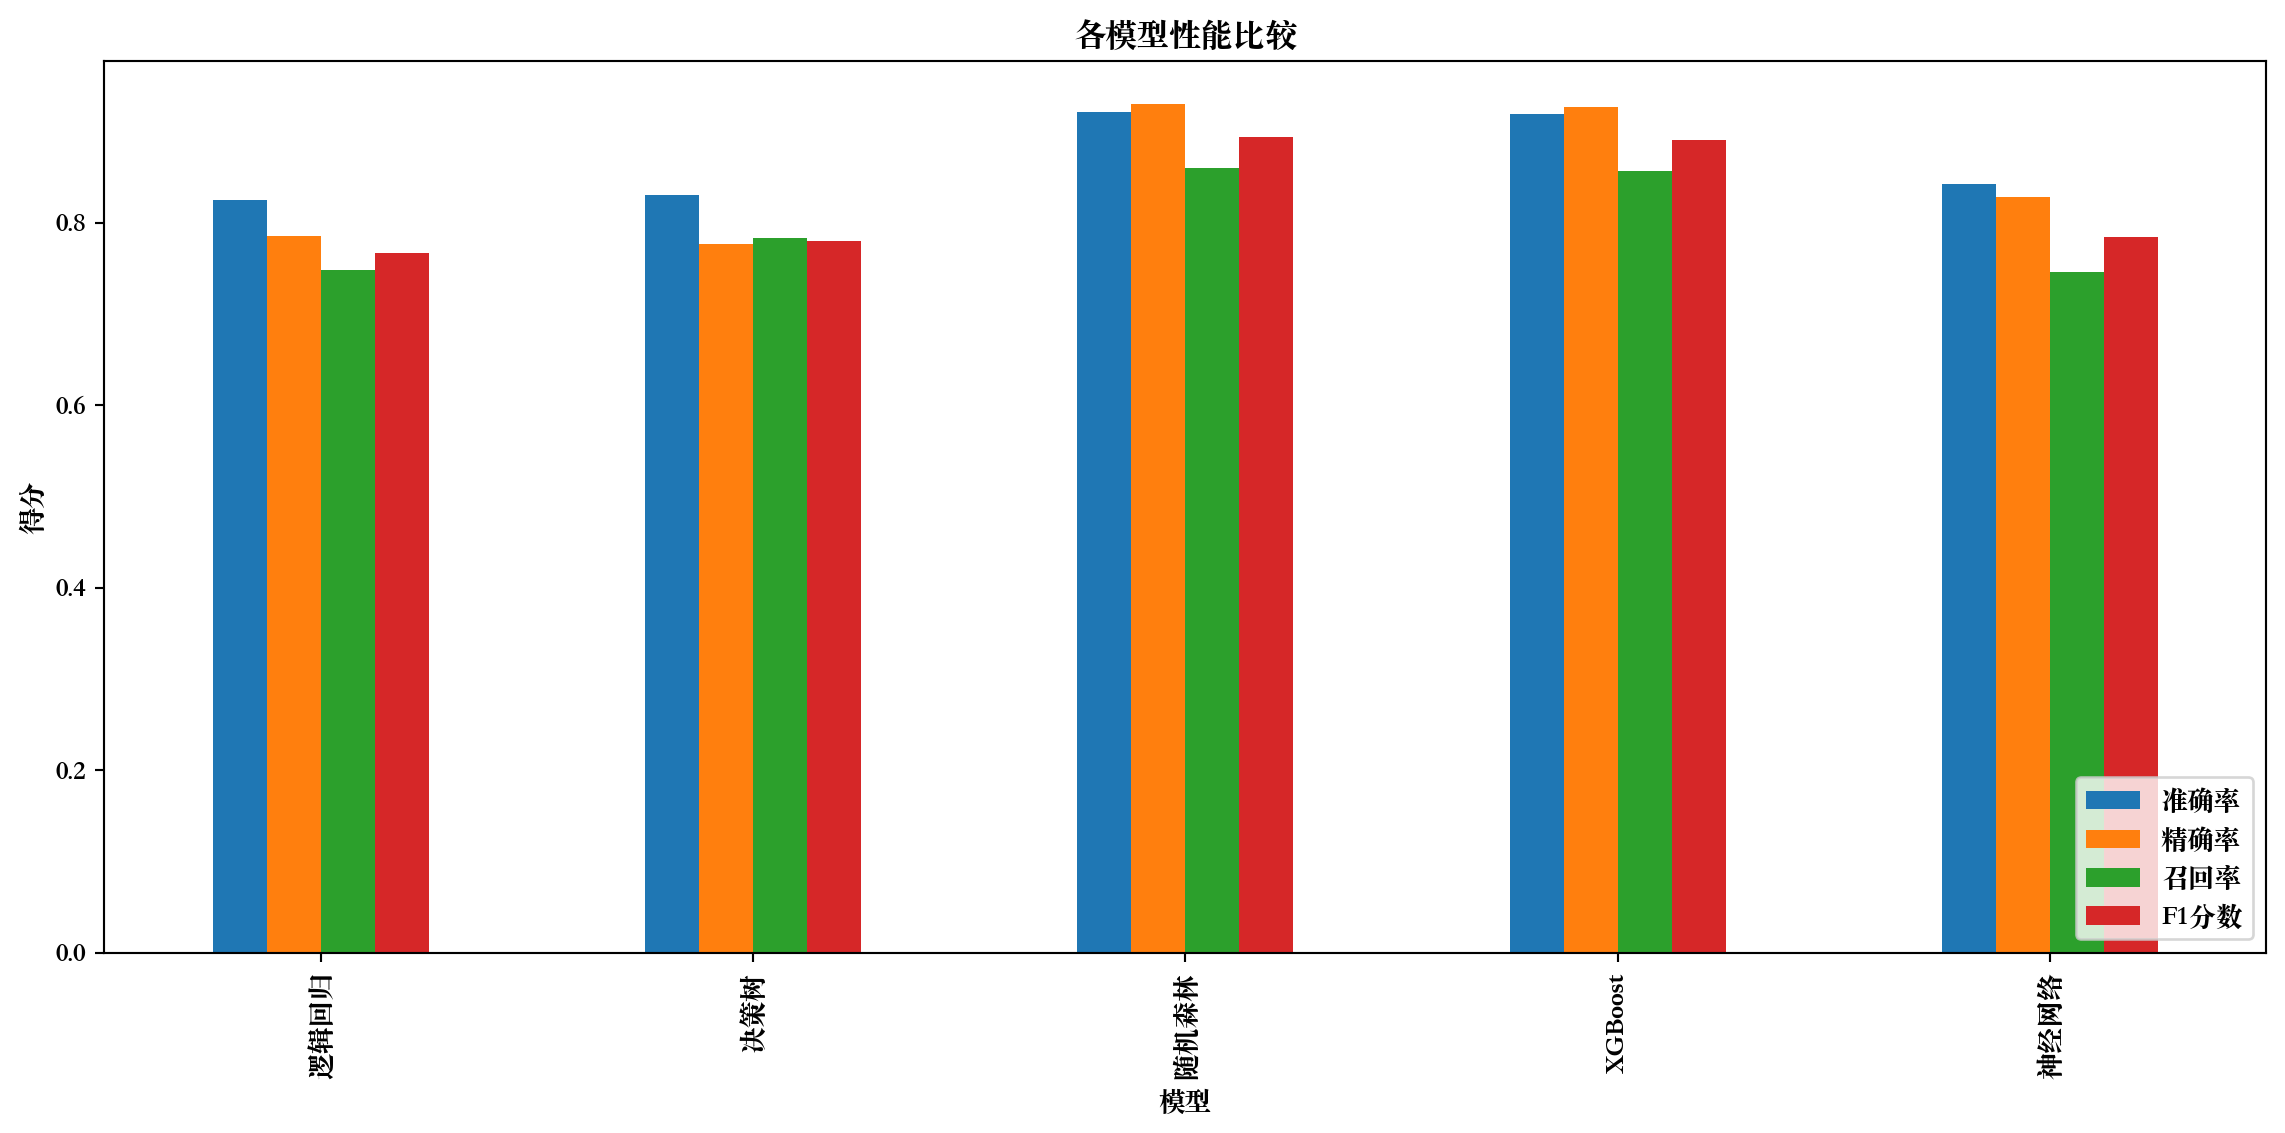 各模型性能比较
得分
0.8
0.6
0.4
0.2
0.0
逻辑回归
决策树
随机森林
XGBoost
神经网络
模型
准确率
精确率
召回率
F1分数